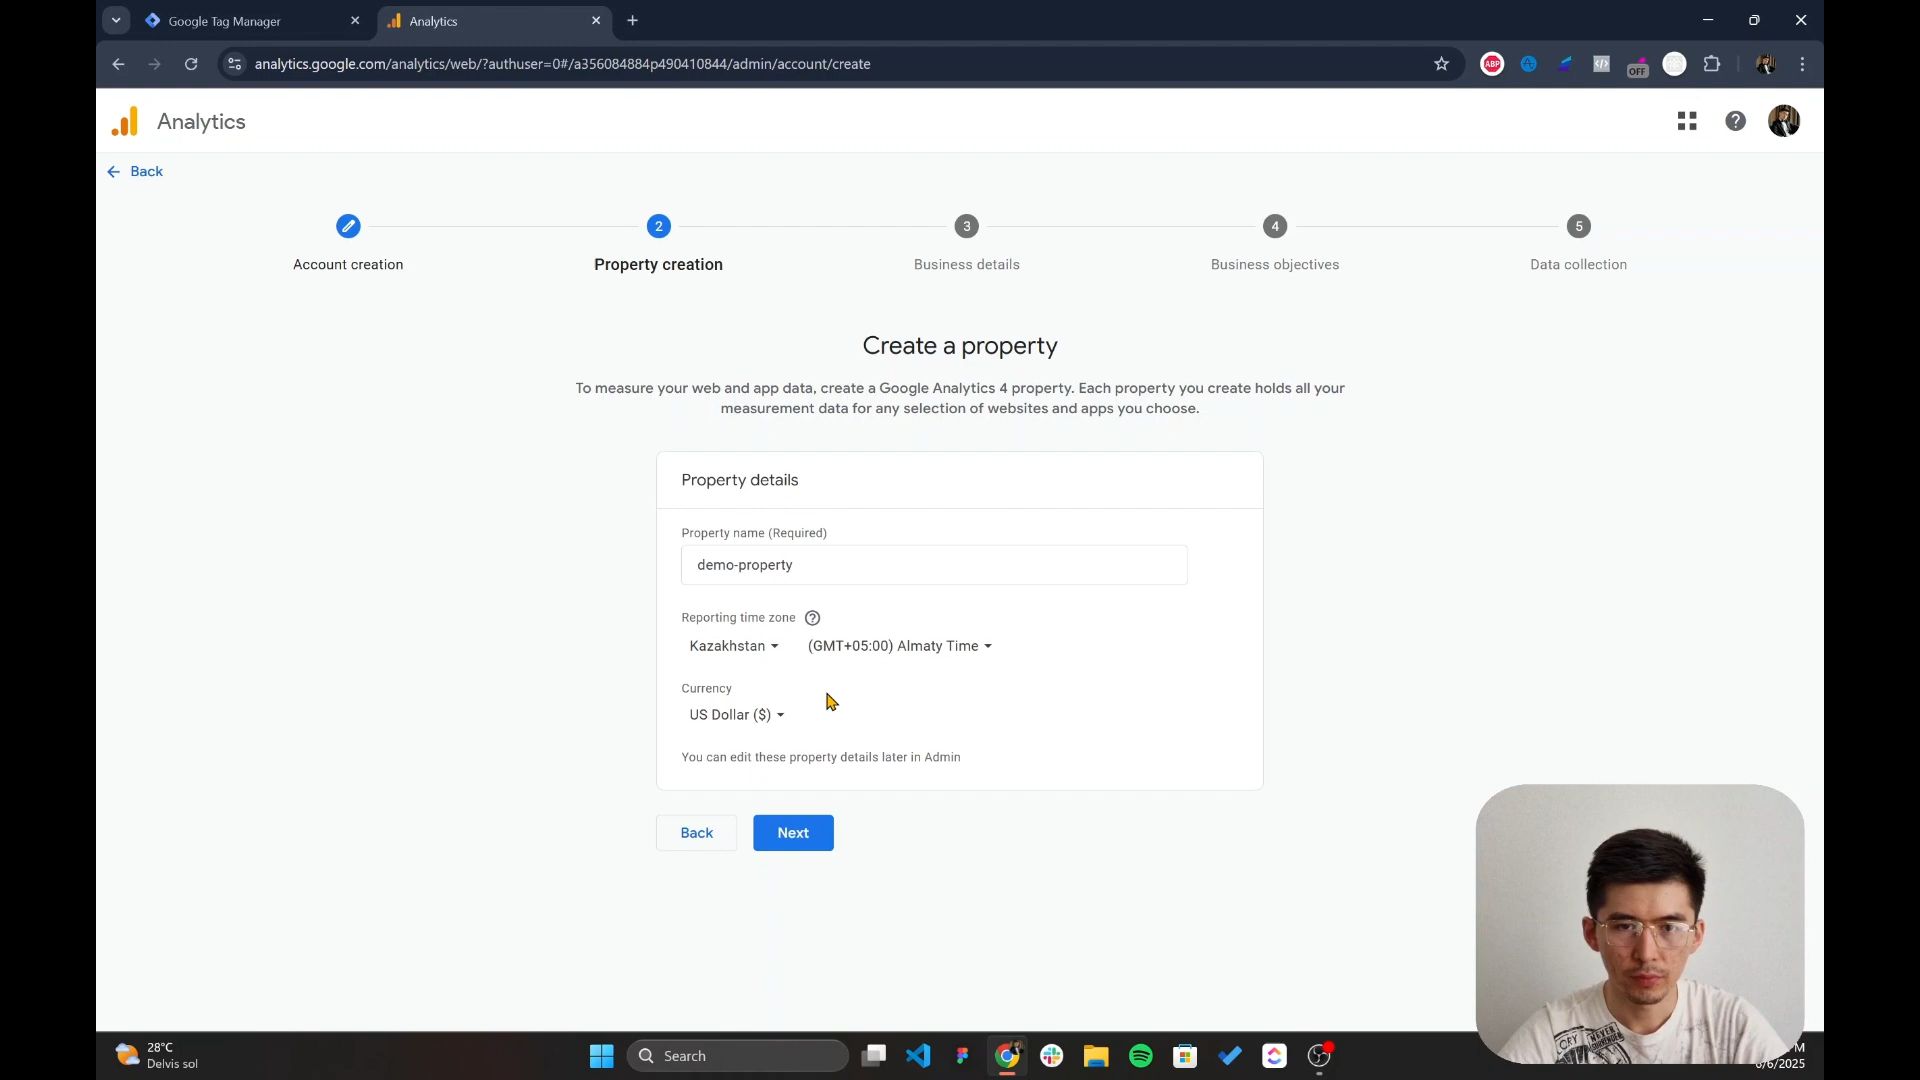 Google Tag Manager
Analytics
analytics.google.com/analytics/web/?authuser=0#/a356084884p490410844/admin/account/create
ABP
OFF
Analytics
Back
2
3
4
5
Account creation
Property creation
Business details
Business objectives
Data collection
Create a property
To measure your web and app data, create a Google Analytics 4 property. Each property you create holds all your
measurement data for any selection of websites and apps you choose.
Property details
Property name (Required)
demo-property
Reporting time zone
Kazakhstan
(GMT+05:00) Almaty Time
Currency
US Dollar ($)
You can edit these property details later in Admin
Back
Next
28°C
Delvis sol
Search
M
/6/2025